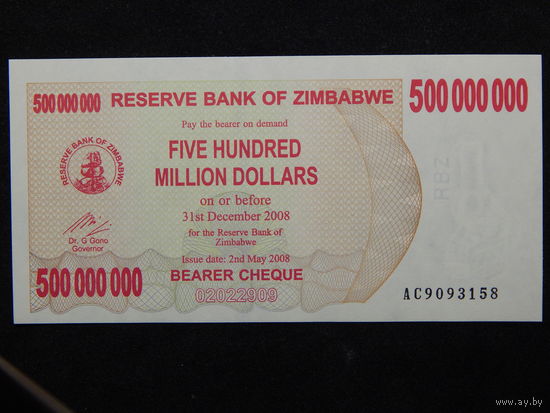 500 000 000
RESERVE BANK OF ZIMBABWE
500 000 000
Pay the bearer on demand
FIVE HUNDRED
MILLION DOLLARS
on or before
31st December 2008
for the Reserve Bank of
Zimbabwe
Issue date: 2nd May 2008
BEARER CHEQUE
02022909
RESERVE BANK OF ZIMBABWE
Dr. G Gono
Governor
500 000 000
RBZ
AC9093158
www.ay.by